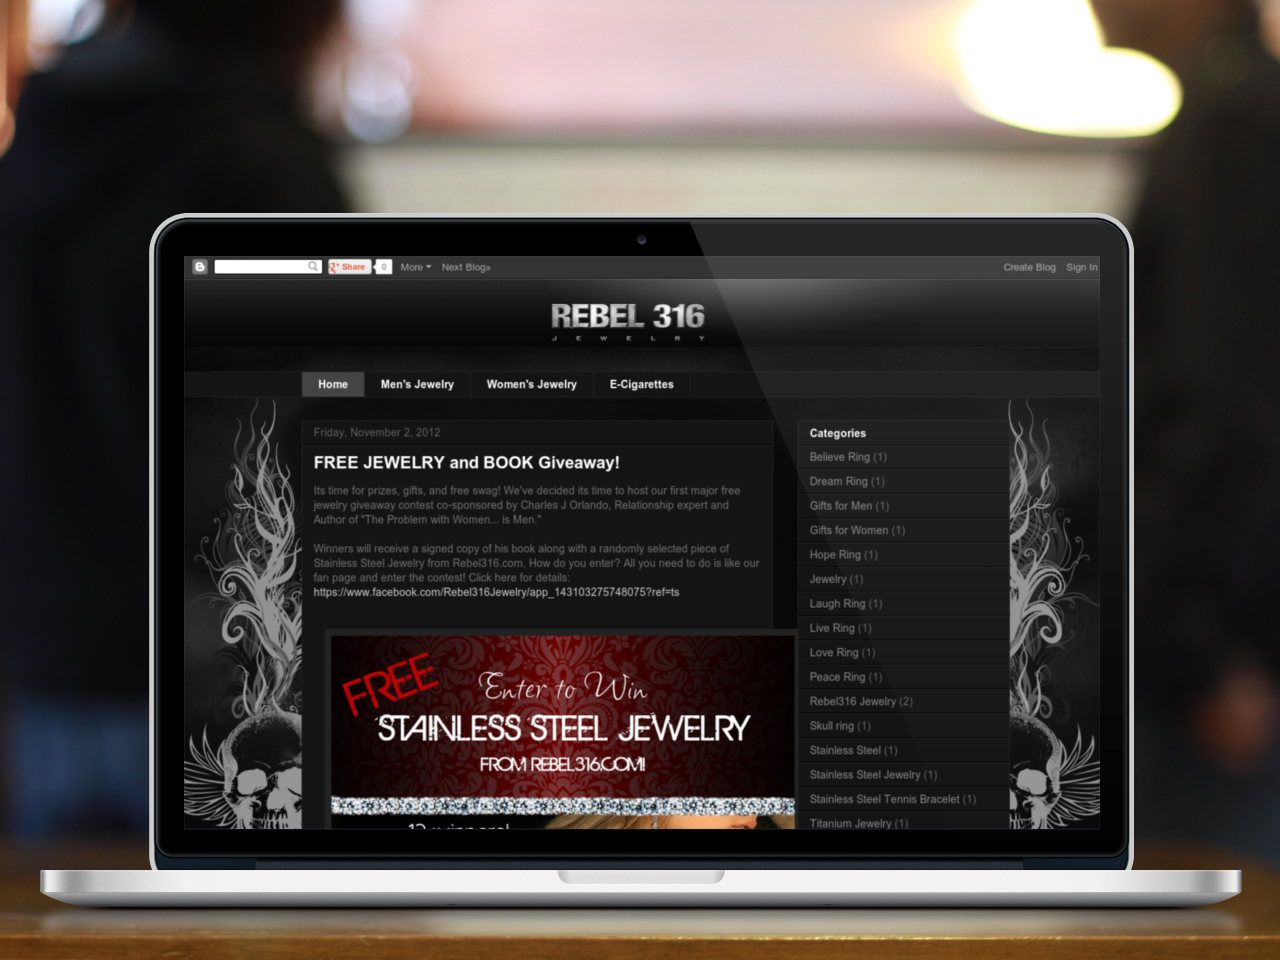 Share
0
More
Next Blog»
Create Blog
Sign In
REBEL 316
JEWELRY
Home
Men's Jewelry
Women's Jewelry
E-Cigarettes
Friday, November 2, 2012
FREE JEWELRY and BOOK Giveaway!
Its time for prizes, gifts, and free swag! We've decided its time to host our first major free
jewelry giveaway contest co-sponsored by Charles J Orlando, Relationship expert and
Author of "The Problem with Women... is Men."
Winners will receive a signed copy of his book along with a randomly selected piece of
Stainless Steel Jewelry from Rebel316.com. How do you enter? All you need to do is like our
fan page and enter the contest! Click here for details:
https://www.facebook.com/Rebel316Jewelry/app_143103275748075?ref=ts
FREE
Enter to Win
STAINLESS STEEL JEWELRY
FROM REBEL316.COM!
Categories
Believe Ring (1)
Dream Ring (1)
Gifts for Men (1)
Gifts for Women (1)
Hope Ring (1)
Jewelry (1)
Laugh Ring (1)
Live Ring (1)
Love Ring (1)
Peace Ring (1)
Rebel316 Jewelry (2)
Skull ring (1)
Stainless Steel (1)
Stainless Steel Jewelry (1)
Stainless Steel Tennis Bracelet (1)
Titanium Jewelry (1)